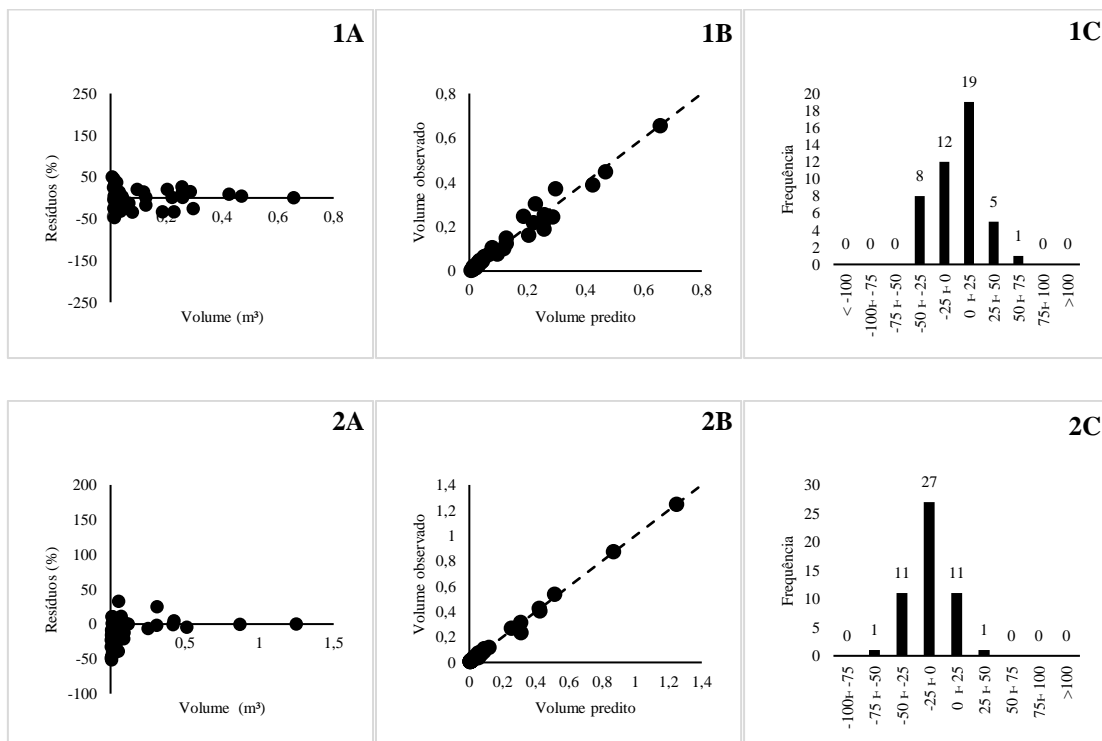 1A
250
150
50
-50
-150
-250
0
0,2
0,4
0,6
0,8
Resíduos (%)
Volume (m³)
1B
0,8
0,6
0,4
0,2
0
0
0,2
0,4
0,6
0,8
Volume observado
Volume predito
1C
20
18
16
14
12
10
8
6
4
2
0
Frequência
0
0
0
8
12
19
5
1
0
0
< -100
-100ı- -75
-75 ı- -50
-50 ı- -25
-25 ı- 0
0 ı- 25
25 ı- 50
50 ı- 75
75ı- 100
>100
2A
200
150
100
50
0
-50
-100
0
0,5
1
1,5
Resíduos (%)
Volume (m³)
2B
1,4
1,2
1
0,8
0,6
0,4
0,2
0
0
0,2
0,4
0,6
0,8
1
1,2
1,4
Volume observado
Volume predito
2C
30
25
20
15
10
5
0
Frequência
0
1
11
27
11
1
0
0
0
-100ı- -75
-75 ı- -50
-50 ı- -25
-25 ı- 0
0 ı- 25
25 ı- 50
50 ı- 75
75ı- 100
>100